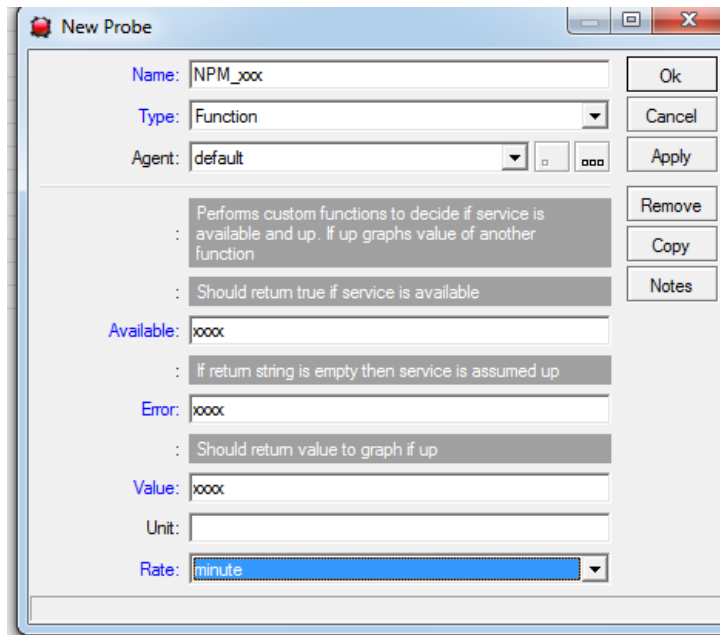 New Probe
Name: NPM_xxx
Ok
Type: Function
Cancel
Agent: default
Apply
Performs custom functions to decide if service is
available and up. If up graphs value of another
function
:
Remove
Copy
: Should return true if service is available
Notes
Available: xxxx
: If return string is empty then service is assumed up
Error: xxxx
: Should return value to graph if up
Value: xxxx
Unit:
Rate: minute